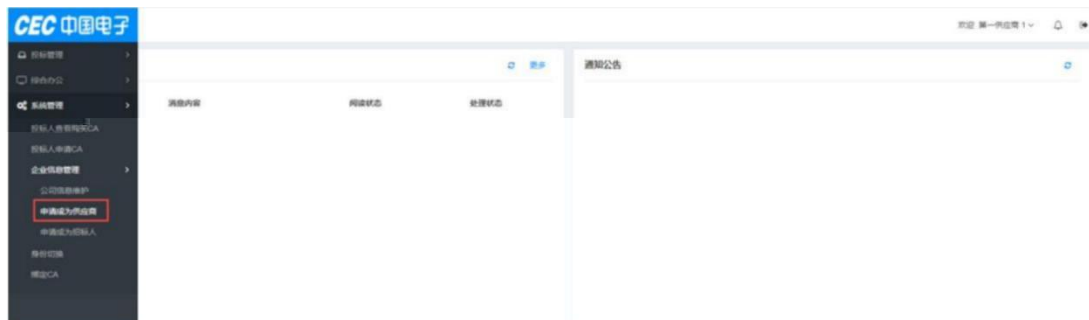 CEC 中国电子
欢迎 第一供应商 1
投标管理
更多
通知公告
综合办公
系统管理
消息内容
阅读状态
处理状态
投标人查看购买CA
投标人申请CA
企业信息管理
公司信息维护
申请成为供应商
申请成为招标人
身份切换
绑定CA